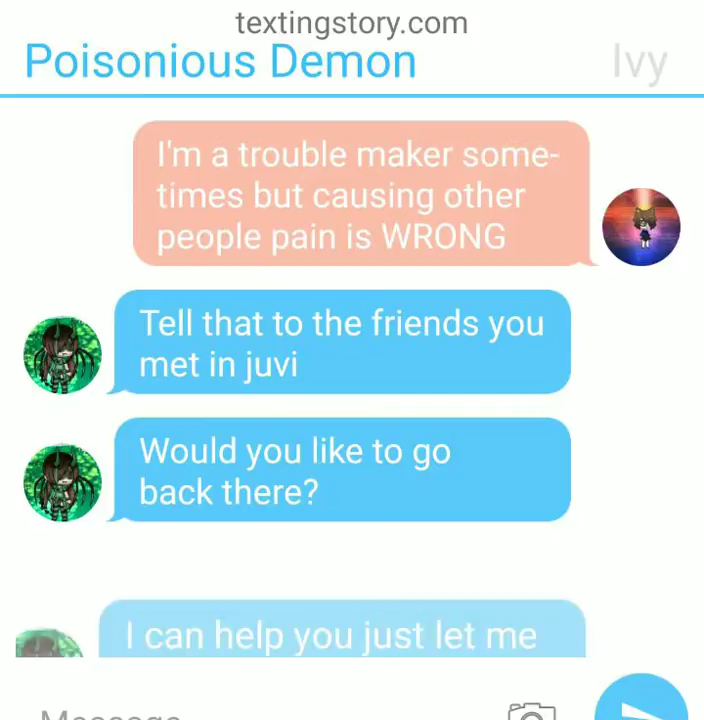 textingstory.com
Poisonious Demon
Ivy
I'm a trouble maker some-
times but causing other
people pain is WRONG
Tell that to the friends you
met in juvi
Would you like to go
back there?
I can help you just let me
Message